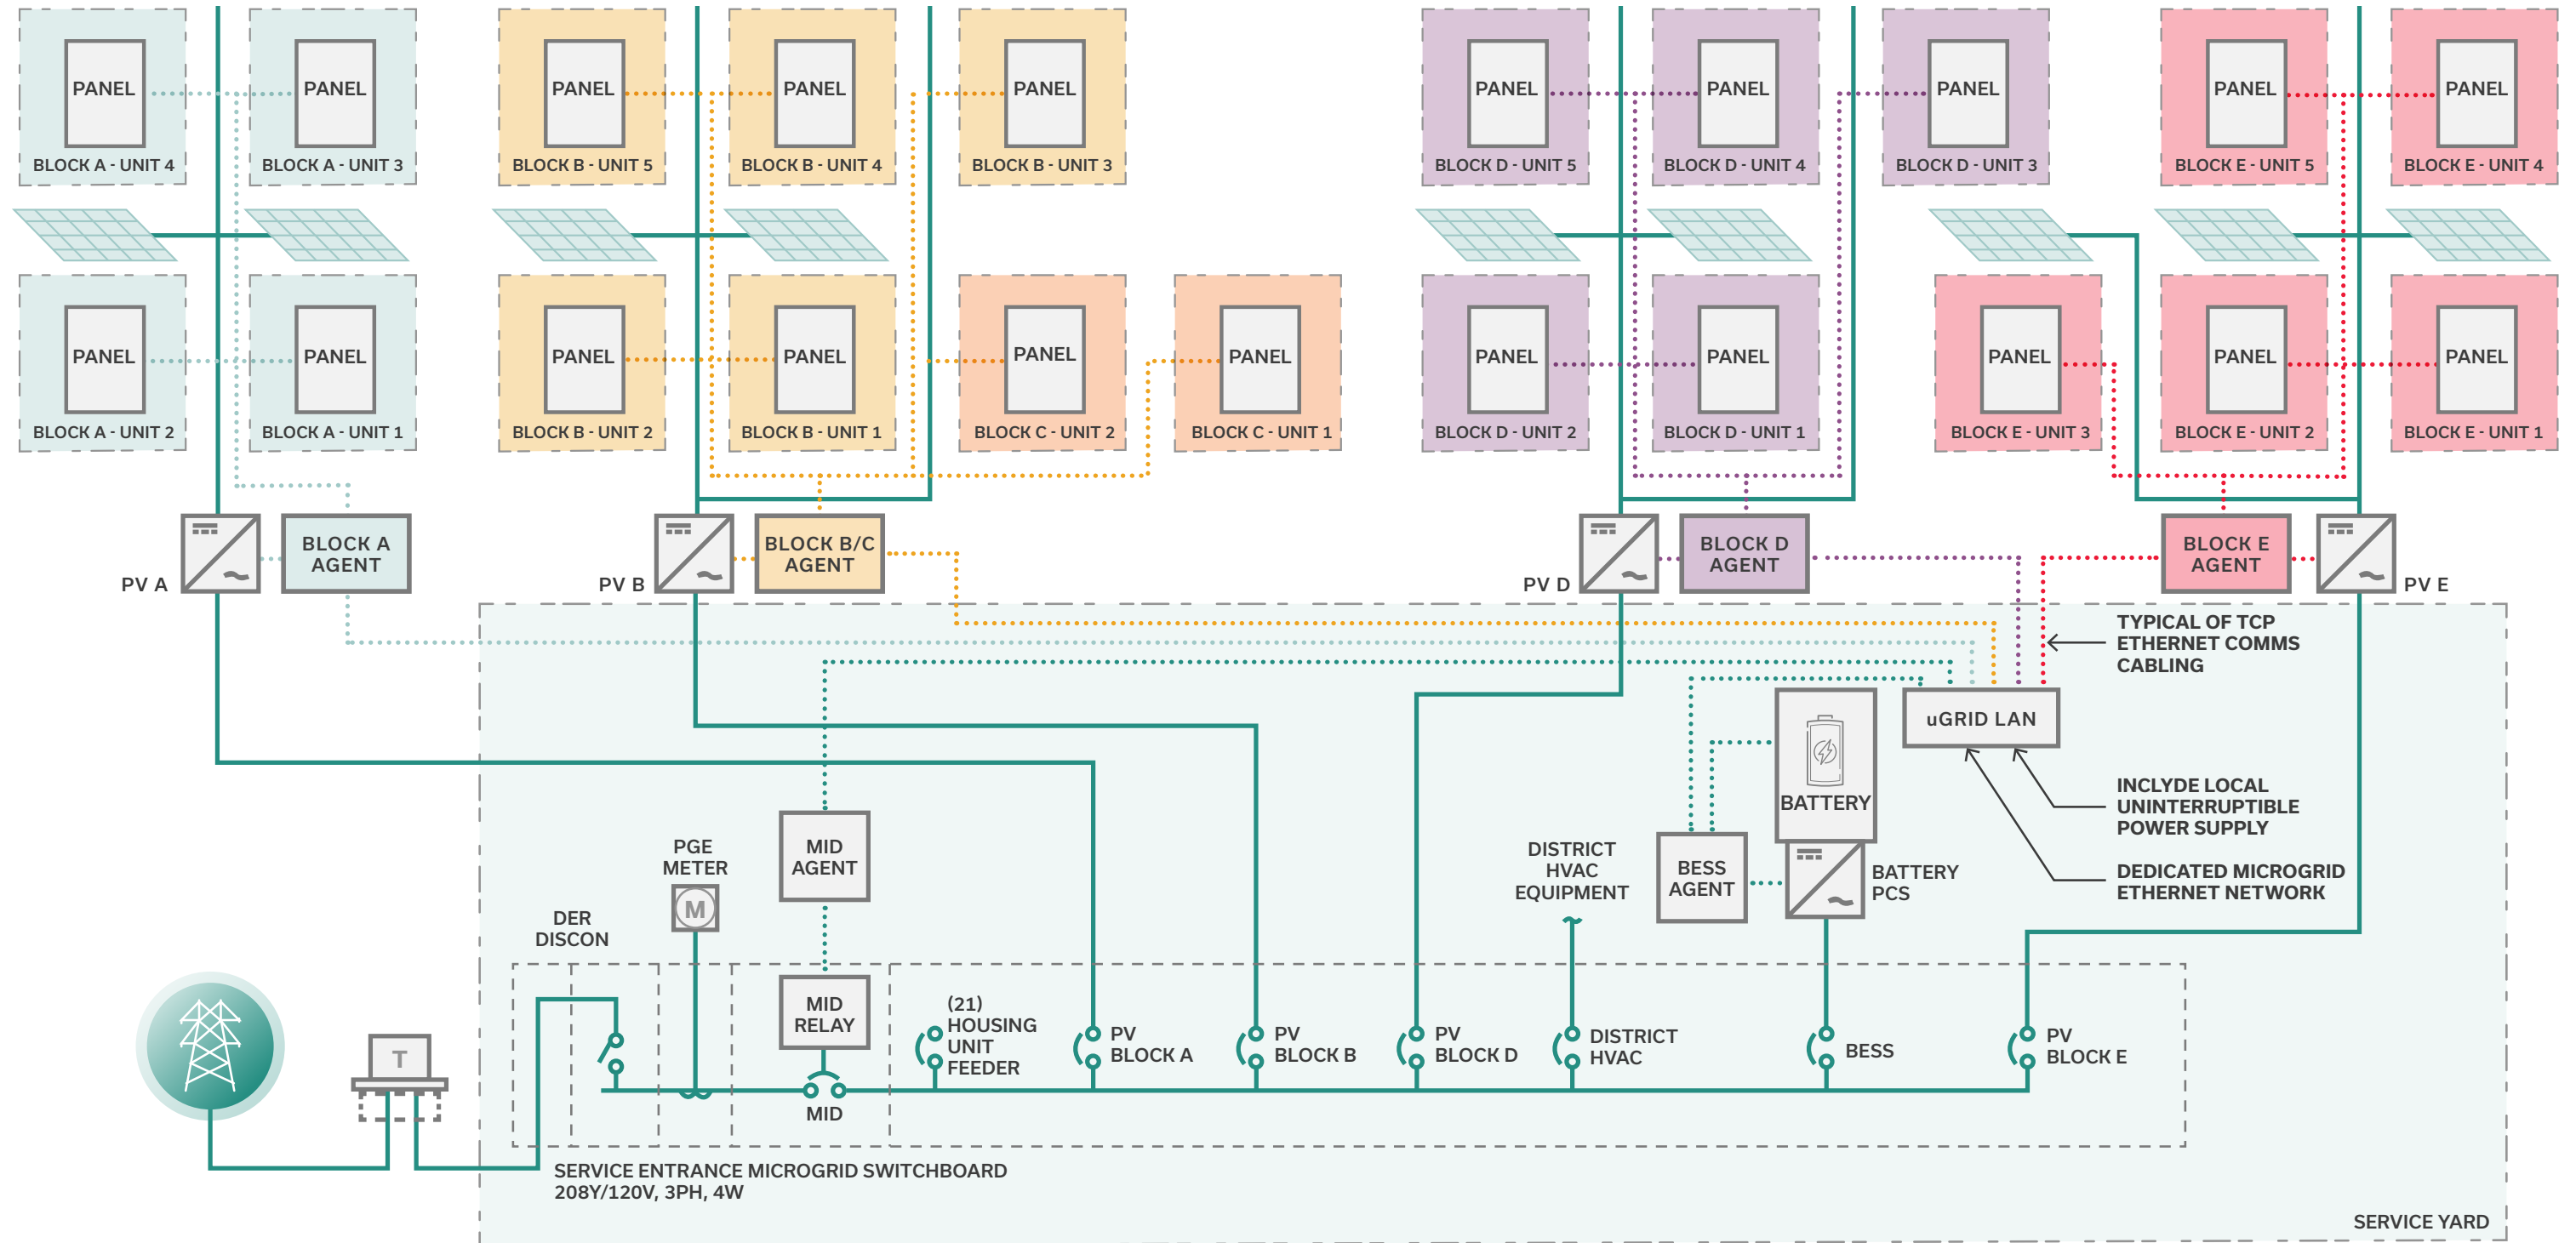 PANEL
PANEL
PANEL
PANEL
PANEL
PANEL
PANEL
PANEL
PANEL
PANEL
BLOCK A - UNIT 4
BLOCK A - UNIT 3
BLOCK B - UNIT 5
BLOCK B - UNIT 4
BLOCK B - UNIT 3
BLOCK D - UNIT 5
BLOCK D - UNIT 4
BLOCK D - UNIT 3
BLOCK E - UNIT 5
BLOCK E - UNIT 4
PANEL
PANEL
PANEL
PANEL
PANEL
PANEL
PANEL
PANEL
PANEL
PANEL
PANEL
BLOCK A - UNIT 2
BLOCK A - UNIT 1
BLOCK B - UNIT 2
BLOCK B - UNIT 1
BLOCK C - UNIT 2
BLOCK C - UNIT 1
BLOCK D - UNIT 2
BLOCK D - UNIT 1
BLOCK E - UNIT 3
BLOCK E - UNIT 2
BLOCK E - UNIT 1
PV A
BLOCK A
AGENT
PV B
BLOCK B/C
AGENT
PV D
BLOCK D
AGENT
BLOCK E
AGENT
PV E
TYPICAL OF TCP
ETHERNET COMMS
CABLING
uGRID LAN
BATTERY
INCLYDE LOCAL
UNINTERRUPTIBLE
POWER SUPPLY
DEDICATED MICROGRID
ETHERNET NETWORK
PGE
METER
M
MID
AGENT
DISTRICT
HVAC
EQUIPMENT
BESS
AGENT
BATTERY
PCS
DER
DISCON
MID
RELAY
MID
(21)
HOUSING
UNIT
FEEDER
PV
BLOCK A
PV
BLOCK B
PV
BLOCK D
DISTRICT
HVAC
BESS
PV
BLOCK E
T
SERVICE ENTRANCE MICROGRID SWITCHBOARD
208Y/120V, 3PH, 4W
SERVICE YARD